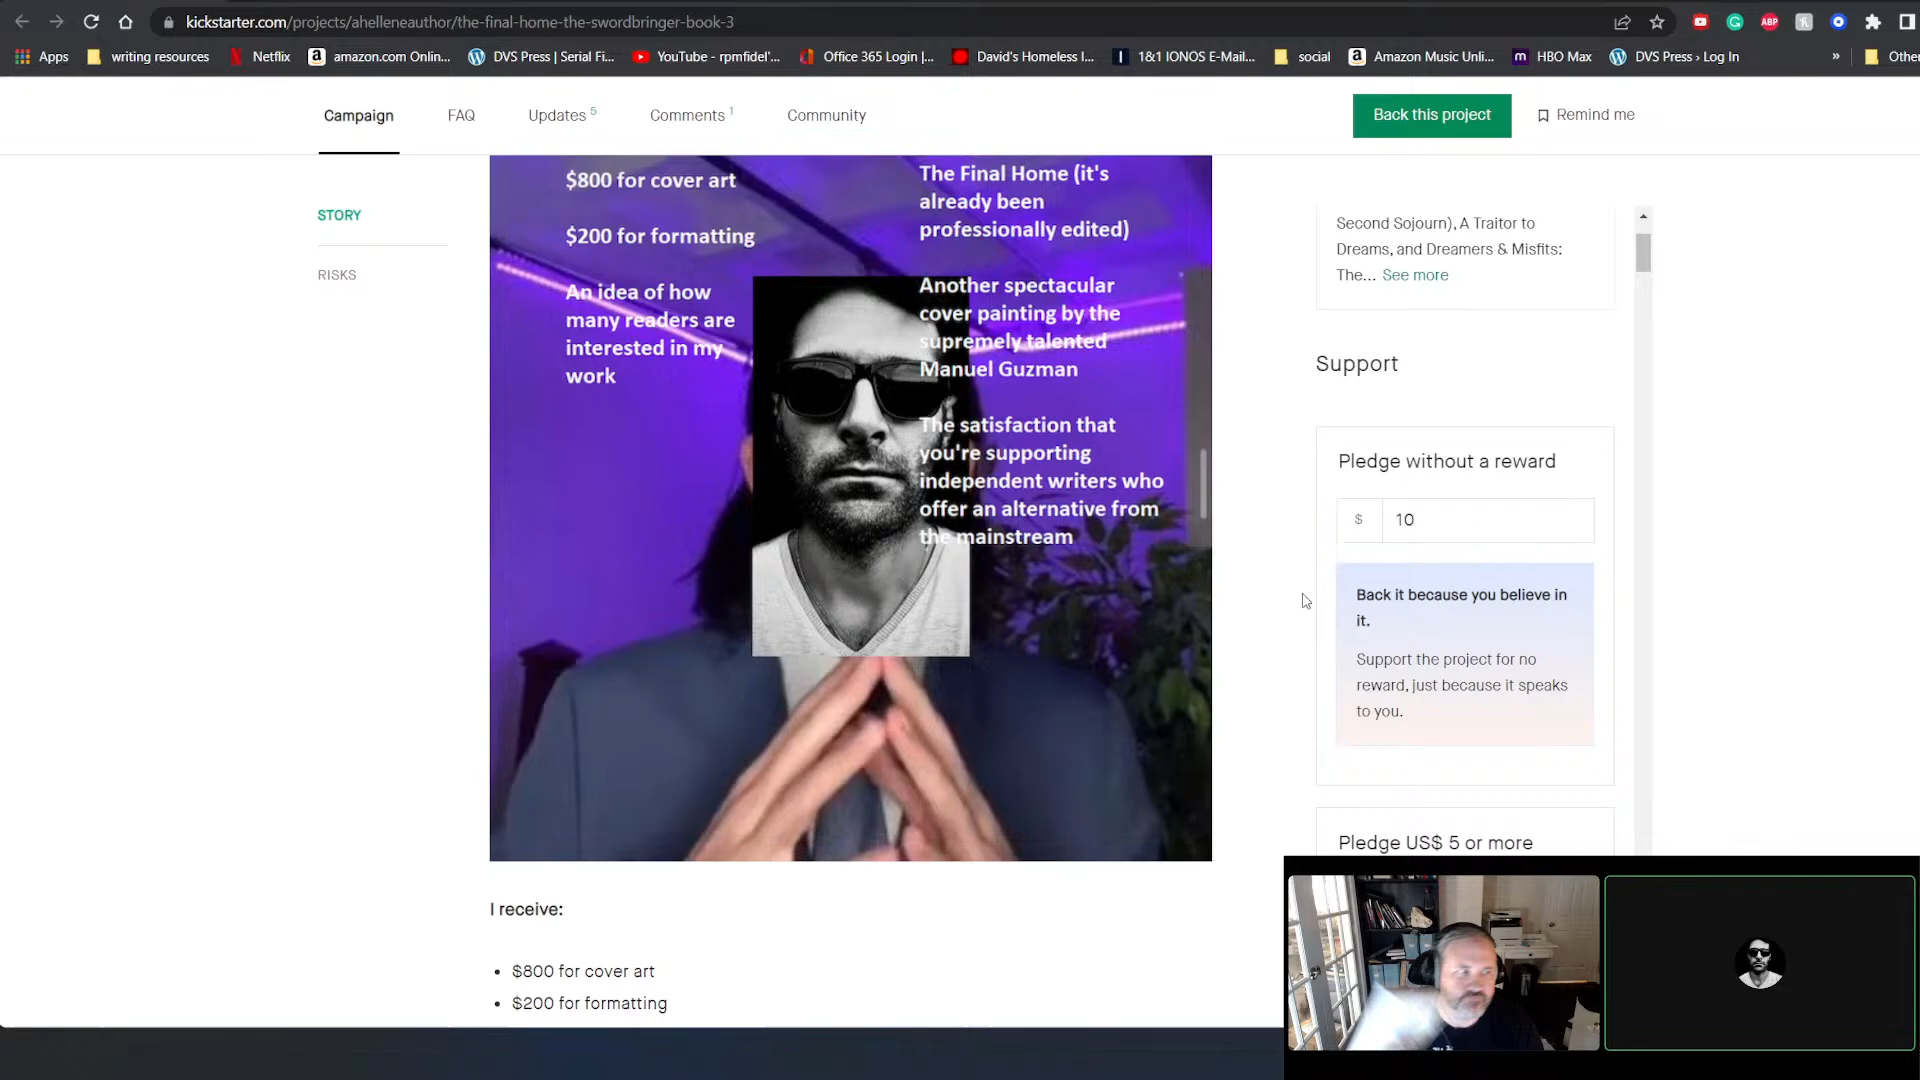 kickstarter.com/projects/ahelleneauthor/the-final-home-the-swordbringer-book-3
ABP
Apps
writing resources
Netflix
amazon.com Onlin...
DVS Press | Serial Fi...
YouTube - rpmfidel'...
Office 365 Login |...
David's Homeless I...
1&1 IONOS E-Mail...
social
Amazon Music Unli...
HBO Max
DVS Press › Log In
»
Other
Campaign
FAQ
Updates 5
Comments 1
Community
Back this project
Remind me
STORY
RISKS
$800 for cover art
$200 for formatting
An idea of how
many readers are
interested in my
work
The Final Home (it's
already been
professionally edited)
Another spectacular
cover painting by the
supremely talented
Manuel Guzman
The satisfaction that
you're supporting
independent writers who
offer an alternative from
the mainstream
I receive:
• $800 for cover art
• $200 for formatting
Second Sojourn), A Traitor to
Dreams, and Dreamers & Misfits:
The... See more
Support
Pledge without a reward
$ 10
Back it because you believe in
it.
Support the project for no
reward, just because it speaks
to you.
Pledge US$ 5 or more